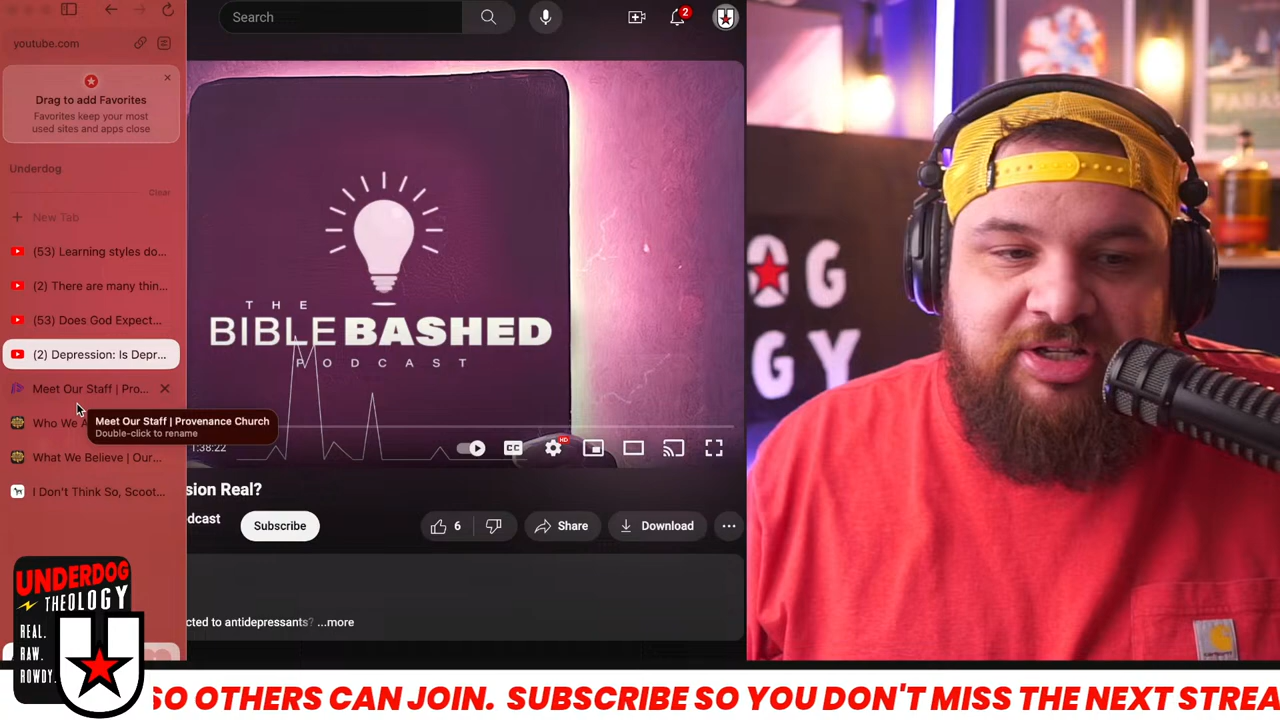 youtube.com
Drag to add Favorites
Favorites keep your most
used sites and apps close
Underdog
Clear
New Tab
(53) Learning styles do...
(2) There are many thin...
(53) Does God Expect...
(2) Depression: Is Depr...
Meet Our Staff | Pro...
Who We A
Meet Our Staff | Provenance Church
Double-click to rename
What We Believe | Our...
I Don't Think So, Scoot...
UNDERDOG
THEOLOGY
REAL.
RAW.
ROWDY.
Search
2
THE
BIBLE BASHED
PODCAST
1:38:22
CC
HD
sion Real?
dcast
Subscribe
6
Share
Download
cted to antidepressants? ...more
OG
GY
PARA
SO OTHERS CAN JOIN. SUBSCRIBE SO YOU DON'T MISS THE NEXT STREA